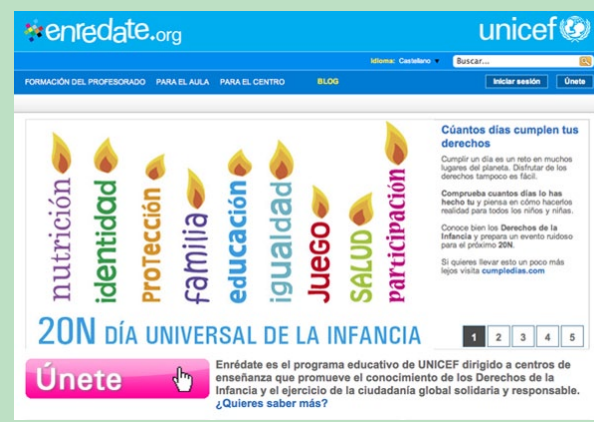 enredate.org
unicef
Idioma: Castellano
Buscar...
FORMACIÓN DEL PROFESORADO PARA EL AULA PARA EL CENTRO BLOG
Iniciar sesión Únete
nutrición
identidad
ProTECCión
familia
educación
igualdad
JUEGO
SALUD
participación
20N DÍA UNIVERSAL DE LA INFANCIA
Cúantos días cumplen tus
derechos
Cumplir un día es un reto en muchos
lugares del planeta. Disfrutar de los
derechos tampoco es fácil.
Comprueba cuantos días lo has
hecho tu y piensa en cómo hacerlos
realidad para todos los niños y niñas.
Conoce bien los Derechos de la
Infancia y prepara un evento ruidoso
para el próximo 20N.
Si quieres llevar esto un poco más
lejos visita cumpledias.com
1 2 3 4 5
Únete
Enrédate es el programa educativo de UNICEF dirigido a centros de
enseñanza que promueve el conocimiento de los Derechos de la
Infancia y el ejercicio de la ciudadanía global solidaria y responsable.
¿Quieres saber más?